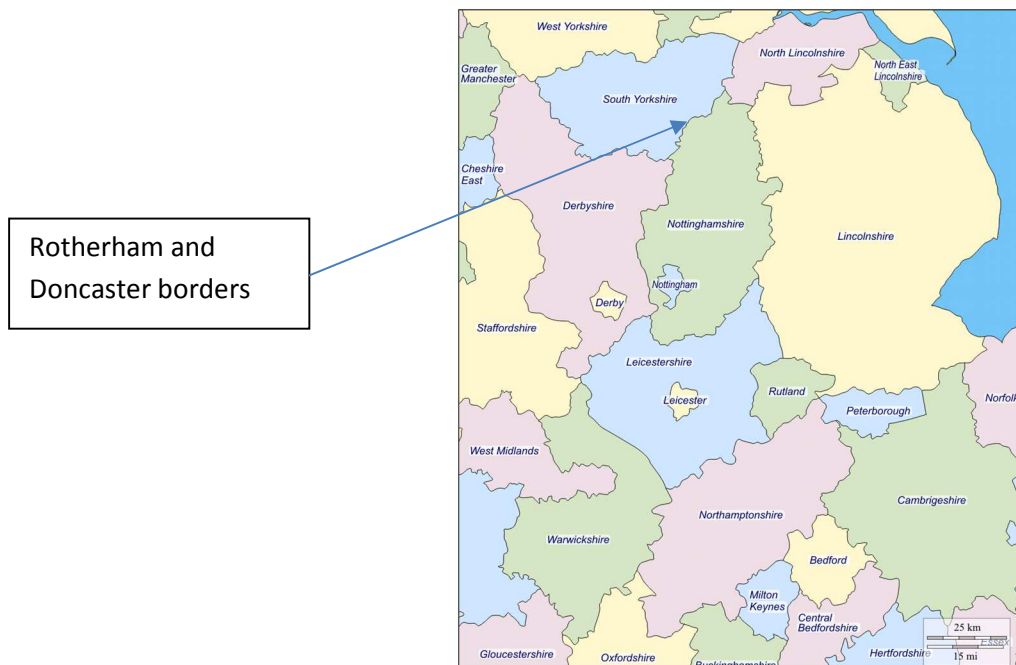 West Yorkshire
North Lincolnshire
Greater
Manchester
North East
Lincolnshire
South Yorkshire
Cheshire
East
Derbyshire
Nottinghamshire
Lincolnshire
Rotherham and
Doncaster borders
Nottingham
Derby
Staffordshire
Leicestershire
Rutland
Leicester
Peterborough
Norfolk
West Midlands
Cambrigeshire
Northamptonshire
Warwickshire
Bedford
Milton
Keynes
Central
Bedfordshire
25 km
Essex
15 mi
Gloucestershire
Oxfordshire
Buckinghamshire
Hertfordshire